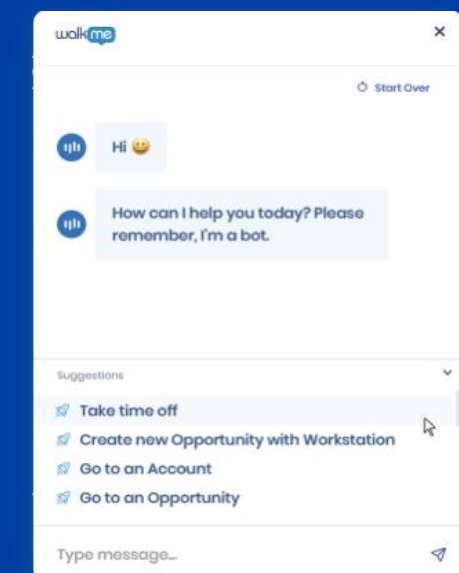 walkme
Start Over
Hi 😀
How can I help you today? Please
remember, I'm a bot.
Suggestions
Take time off
Create new Opportunity with Workstation
Go to an Account
Go to an Opportunity
Type message...